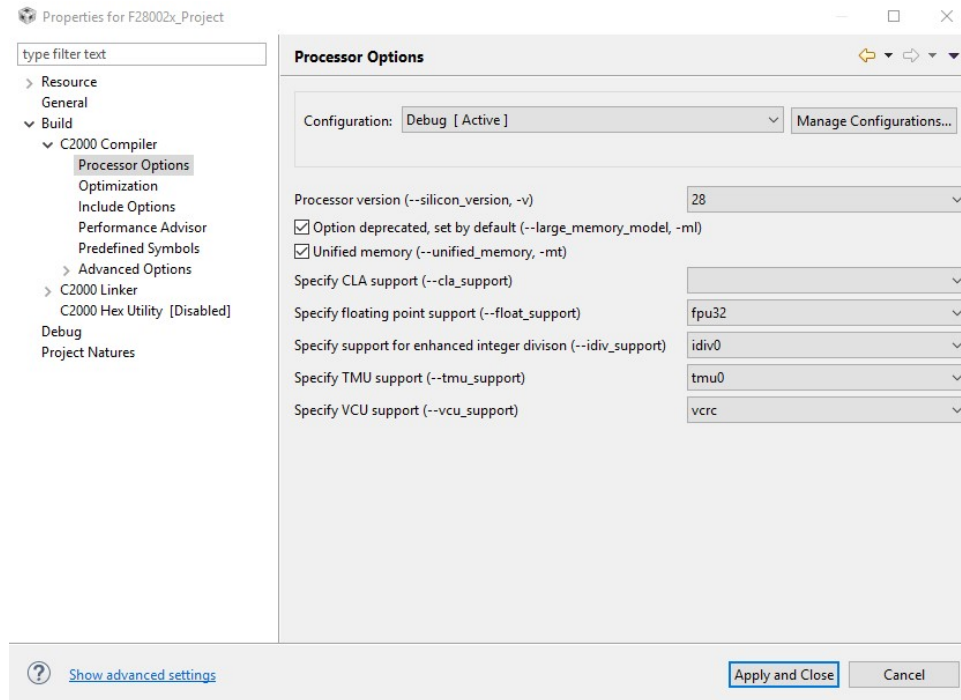 Properties for F28002x_Project
type filter text
Resource
General
Build
C2000 Compiler
Processor Options
Optimization
Include Options
Performance Advisor
Predefined Symbols
Advanced Options
C2000 Linker
C2000 Hex Utility [Disabled]
Debug
Project Natures
Processor Options
Configuration: Debug [ Active ] Manage Configurations...
Processor version (--silicon_version, -v) 28
Option deprecated, set by default (--large_memory_model, -ml)
Unified memory (--unified_memory, -mt)
Specify CLA support (--cla_support)
Specify floating point support (--float_support) fpu32
Specify support for enhanced integer divison (--idiv_support) idiv0
Specify TMU support (--tmu_support) tmu0
Specify VCU support (--vcu_support) vcrc
? Show advanced settings Apply and Close Cancel